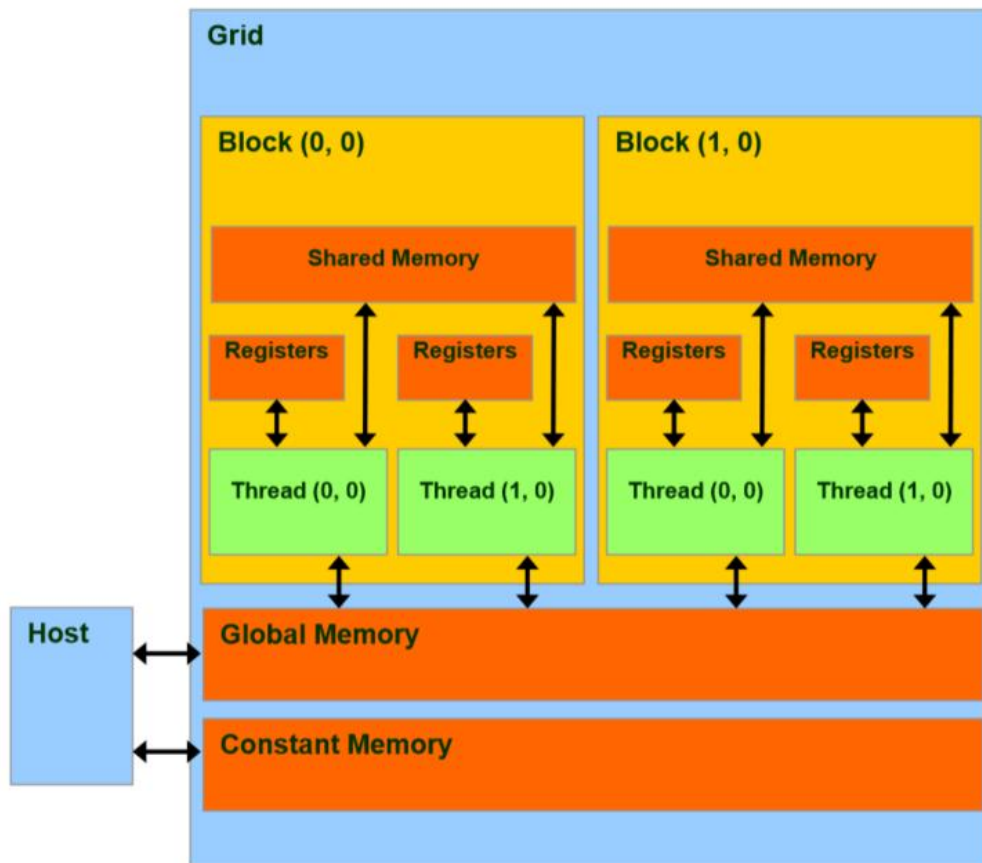 Grid
Block (0, 0)
Block (1, 0)
Shared Memory
Shared Memory
Registers
Registers
Registers
Registers
Thread (0, 0)
Thread (1, 0)
Thread (0, 0)
Thread (1, 0)
Host
Global Memory
Constant Memory